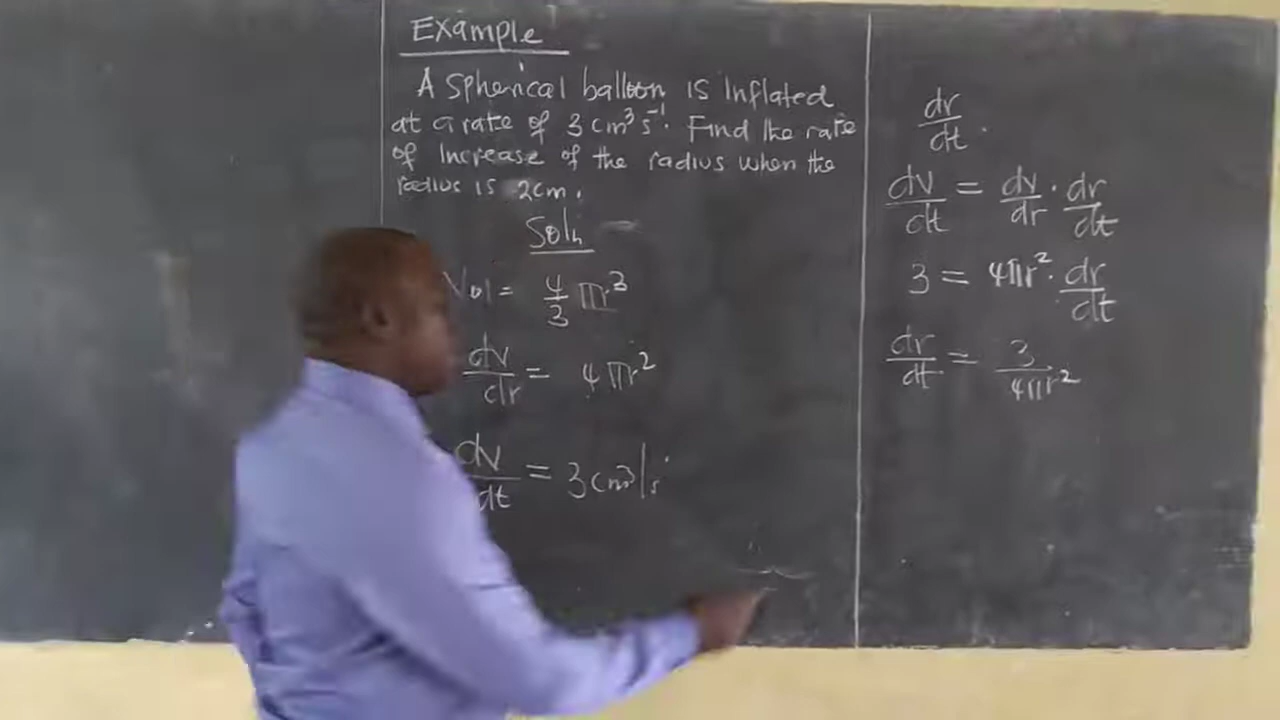 Example
A spherical balloon is inflated
at a rate of 3 cm³ s⁻¹. Find the rate
of increase of the radius when the
radius is 2cm.
Soln
Vol = 4/3 πr³
dv/dr = 4πr²
dv/dt = 3cm³/s
dr/dt.
dv/dt = dv/dr · dr/dt
3 = 4πr² · dr/dt
dr/dt = 3/4πr²